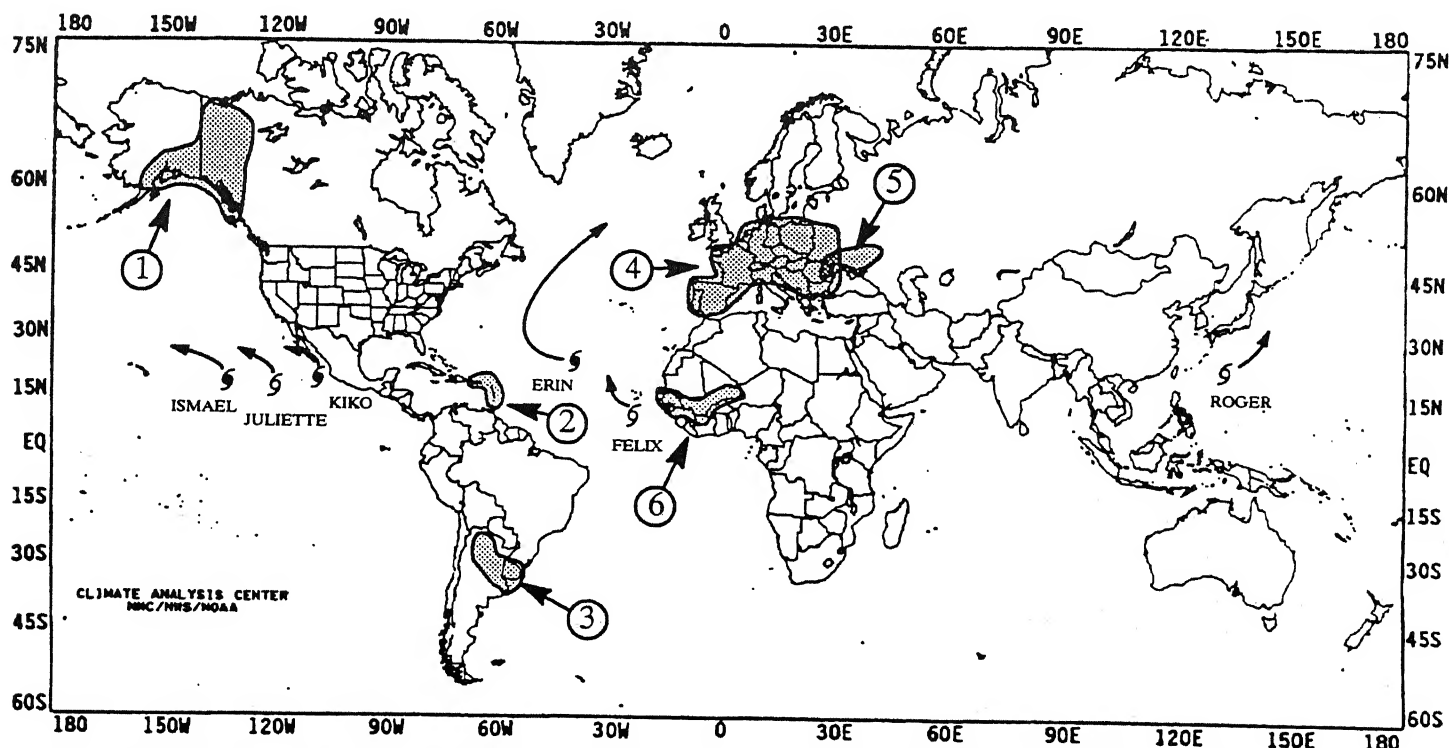 180 150W 120W 90W 60W 30W 0 30E 60E 90E 120E 150E 180
75N 75N
60N 60N
5
1
4
45N 45N
30N 30N
ERIN
15N 15N
ISMAEL KIKO ROGER
JULIETTE
2
FELIX
EQ EQ
6
15S 15S
30S 30S
CLIMATE ANALYSIS CENTER
NMC/NWS/NOAA
3
45S 45S
60S 60S
180 150W 120W 90W 60W 30W 0 30E 60E 90E 120E 150E 180